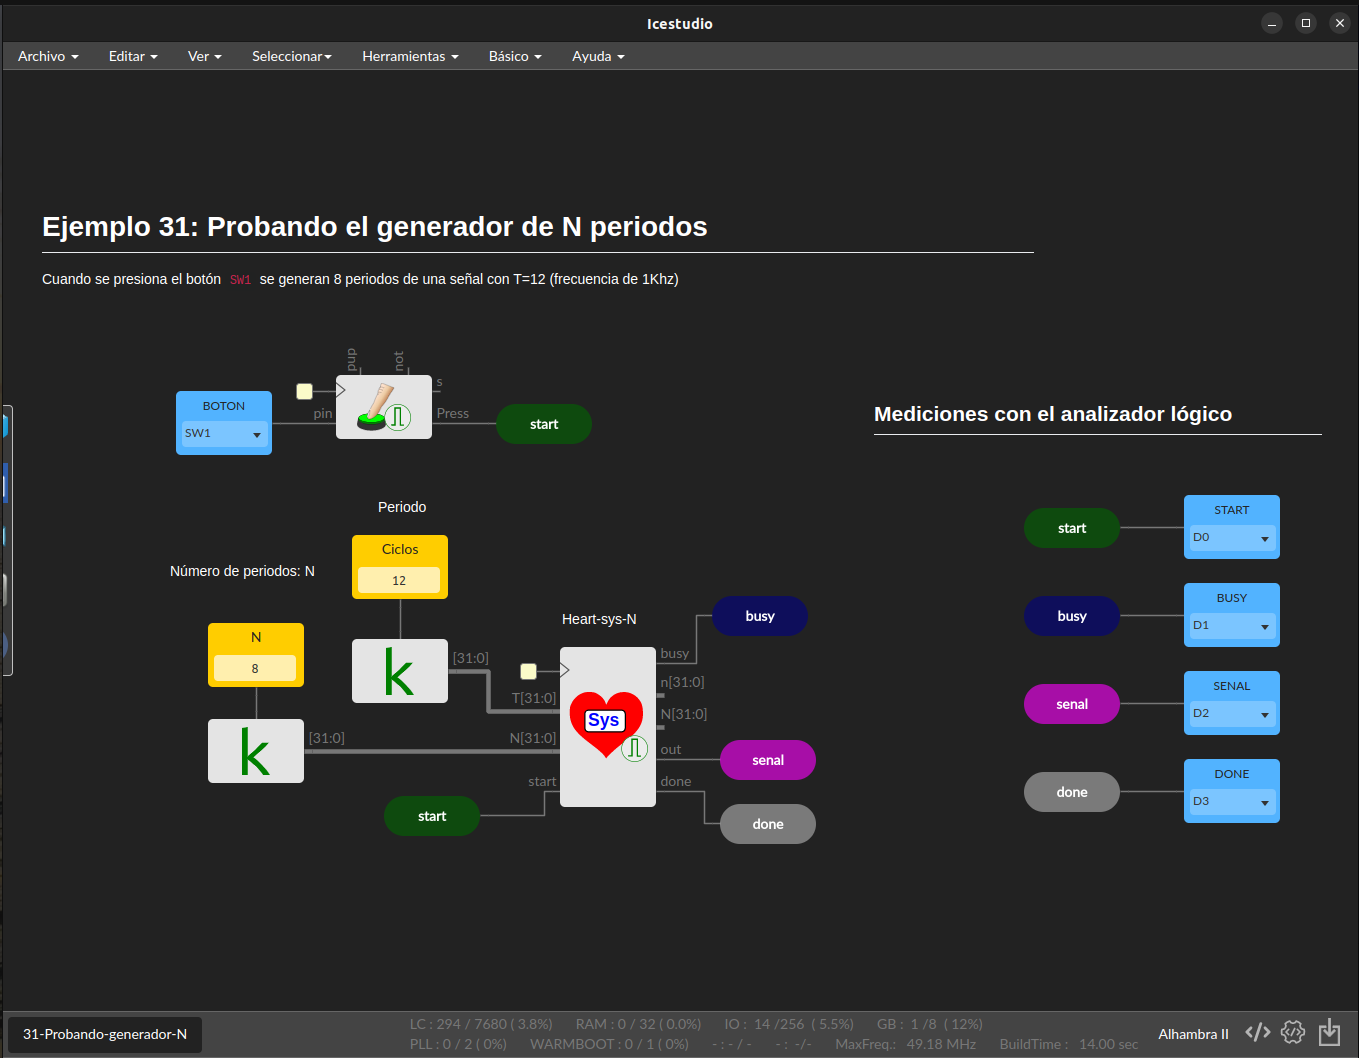 Icestudio
Archivo Editar Ver Seleccionar Herramientas Básico Ayuda
Ejemplo 31: Probando el generador de N periodos
Cuando se presiona el botón SW1 se generan 8 periodos de una señal con T=12 (frecuencia de 1Khz)
pup not
s
BOTON
SW1
pin
Press
start
Mediciones con el analizador lógico
Periodo
Ciclos
12
Número de periodos: N
N
8
k
[31:0]
k
[31:0]
Heart-sys-N
T[31:0]
N[31:0]
start
Sys
busy
n[31:0]
N[31:0]
out
done
start
busy
senal
done
start
START
D0
busy
BUSY
D1
senal
SENAL
D2
done
DONE
D3
31-Probando-generador-N
LC : 294 / 7680 ( 3.8%) RAM : 0 / 32 ( 0.0%) IO : 14 /256 ( 5.5%) GB : 1 /8 ( 12%)
PLL : 0 / 2 ( 0%) WARMBOOT : 0 / 1 ( 0%) - : - / - - : -/- MaxFreq.: 49.18 MHz BuildTime : 14.00 sec
Alhambra II